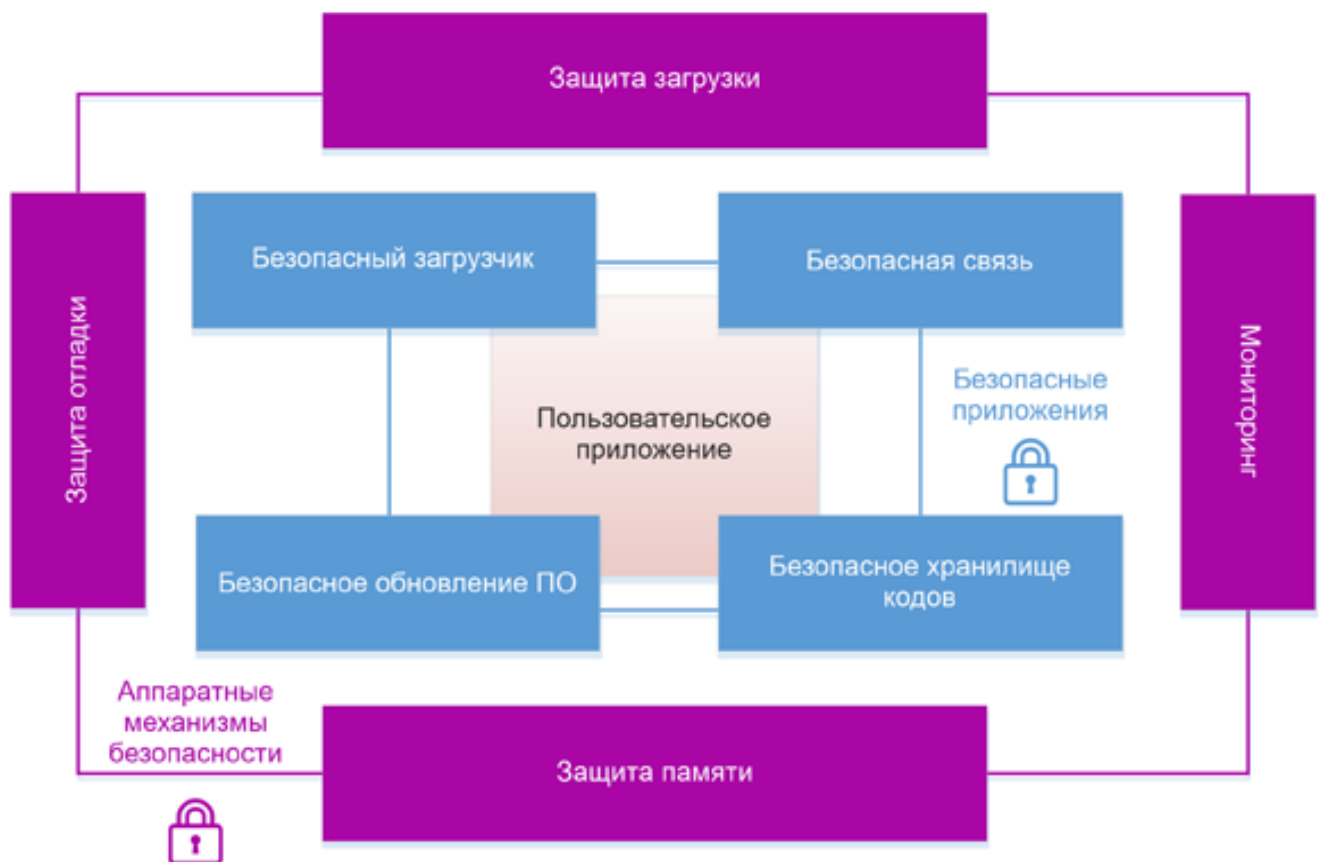 Защита загрузки
Безопасный загрузчик
Безопасная связь
Защита отладки
Мониторинг
Безопасные
приложения
Пользовательское
приложение
Безопасное обновление ПО
Безопасное хранилище
кодов
Аппаратные
механизмы
безопасности
Защита памяти